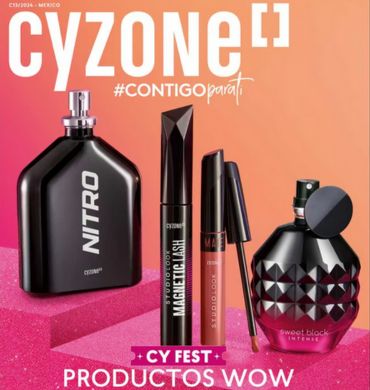 C13/2024 - MEXICO
cyzone
#CONTIGOparati
NITRO
CYZONE
CYZONE
STUDIO LOOK
MAGNETIC LASH
STUDIO LOOK
sweet black
INTENSE
CY FEST
PRODUCTOS WOW